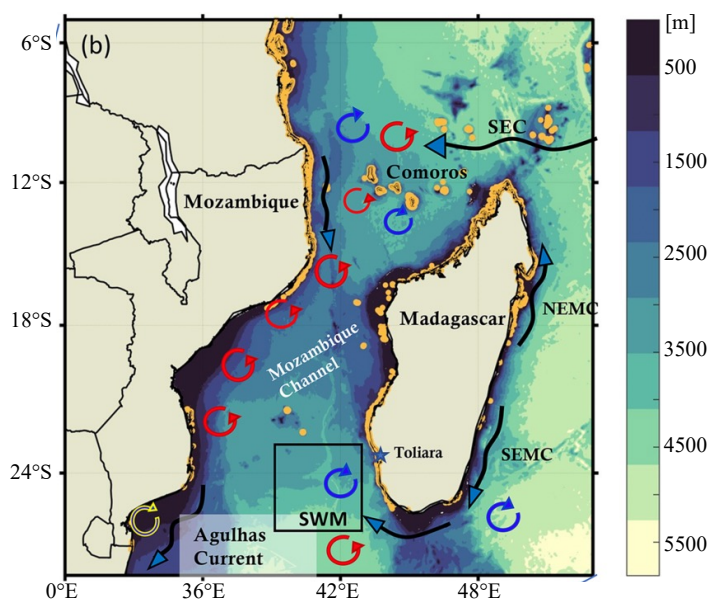 (b)
[m]
6°S
500
SEC
1500
12°S
Comoros
Mozambique
2500
NEMC
18°S
Madagascar
3500
Mozambique
Channel
4500
Toliara
SEMC
24°S
SWM
Agulhas
Current
5500
0°E
36°E
42°E
48°E